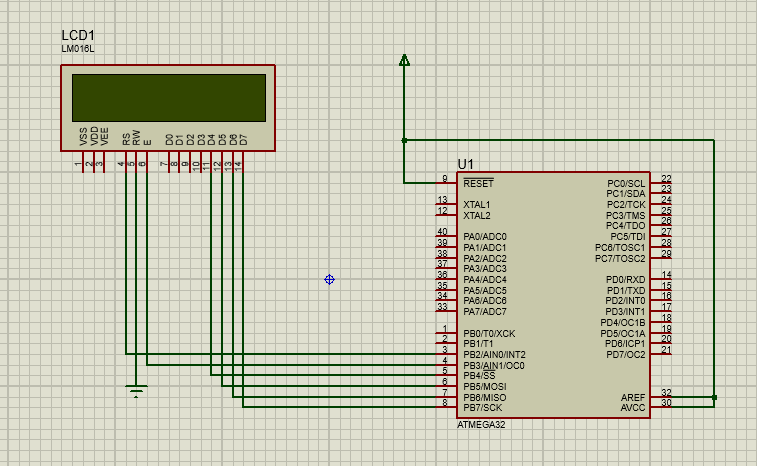 LCD1
LM016L
VSS
VDD
VEE
RS
RW
E
D0
D1
D2
D3
D4
D5
D6
D7
1
2
3
4
5
6
7
8
9
10
11
12
13
14
U1
9 RESET
13 XTAL1
12 XTAL2
40 PA0/ADC0
39 PA1/ADC1
38 PA2/ADC2
37 PA3/ADC3
36 PA4/ADC4
35 PA5/ADC5
34 PA6/ADC6
33 PA7/ADC7
1 PB0/T0/XCK
2 PB1/T1
3 PB2/AIN0/INT2
4 PB3/AIN1/OC0
5 PB4/SS
6 PB5/MOSI
7 PB6/MISO
8 PB7/SCK
PC0/SCL 22
PC1/SDA 23
PC2/TCK 24
PC3/TMS 25
PC4/TDO 26
PC5/TDI 27
PC6/TOSC1 28
PC7/TOSC2 29
PD0/RXD 14
PD1/TXD 15
PD2/INT0 16
PD3/INT1 17
PD4/OC1B 18
PD5/OC1A 19
PD6/ICP1 20
PD7/OC2 21
AREF 32
AVCC 30
ATMEGA32